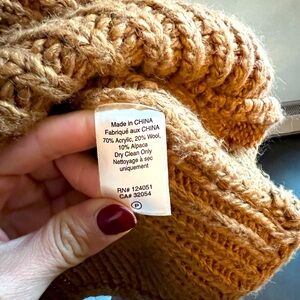 Made in CHINA
Fabriqué aux CHINA
70% Acrylic, 20% Wool,
10% Alpaca
Dry Clean Only
Nettoyage à sec
uniquement
RN# 124051
CA# 32054
P